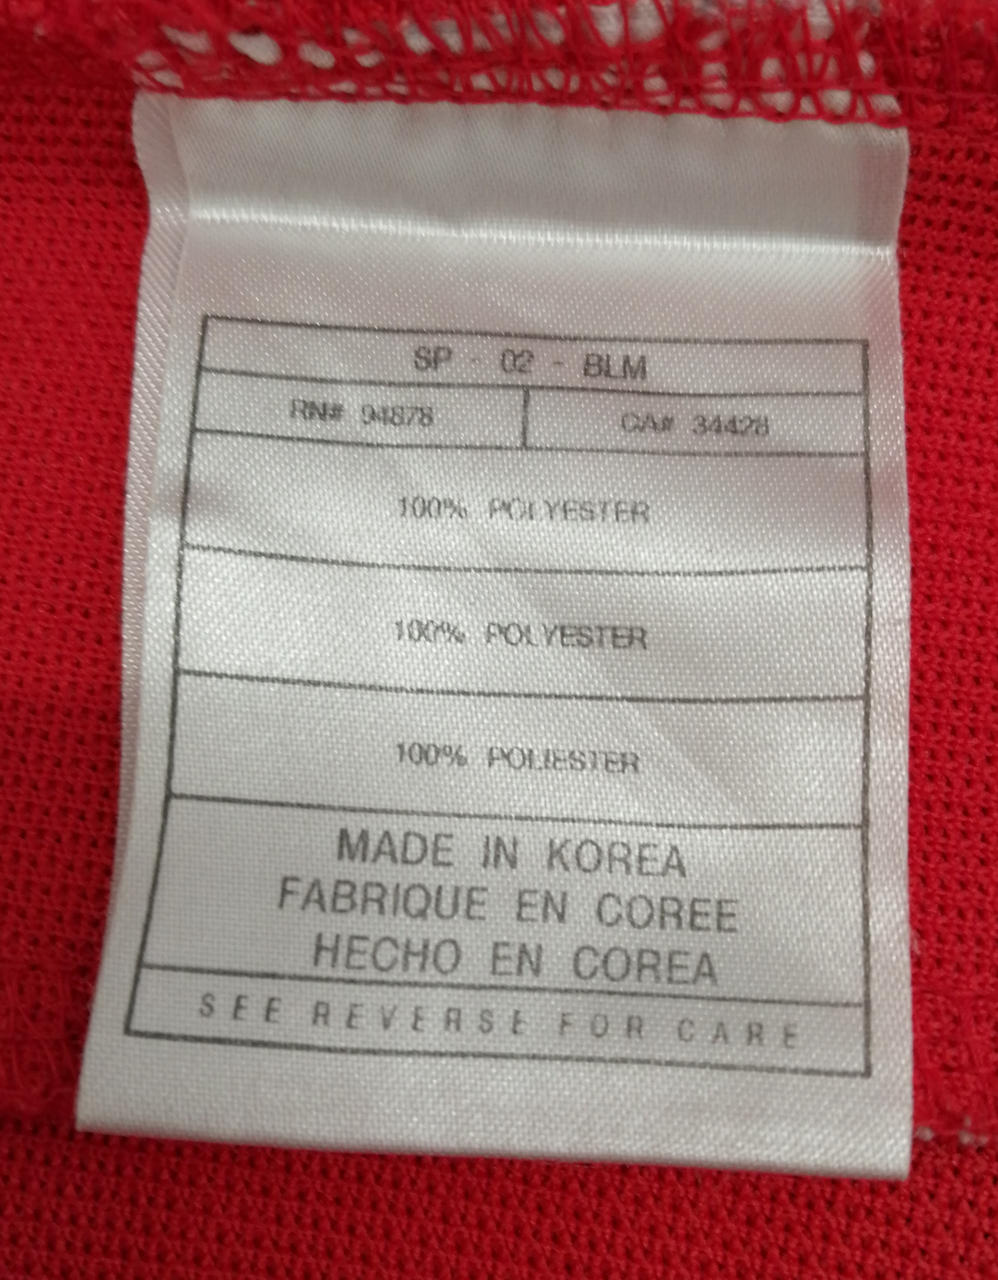 SP - 02 - BLM
RN# 94878 CA# 34428
100% POLYESTER
100% POLYESTER
100% POLIESTER
MADE IN KOREA
FABRIQUE EN COREE
HECHO EN COREA
SEE REVERSE FOR CARE